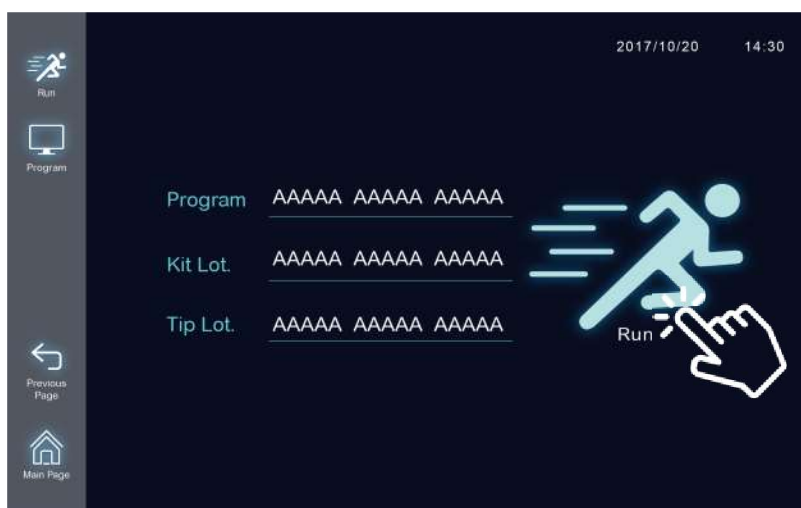 2017/10/20 14:30
Run
Program
Program AAAAA AAAAA AAAAA
Kit Lot. AAAAA AAAAA AAAAA
Tip Lot. AAAAA AAAAA AAAAA
Run
Previous
Page
Main Page